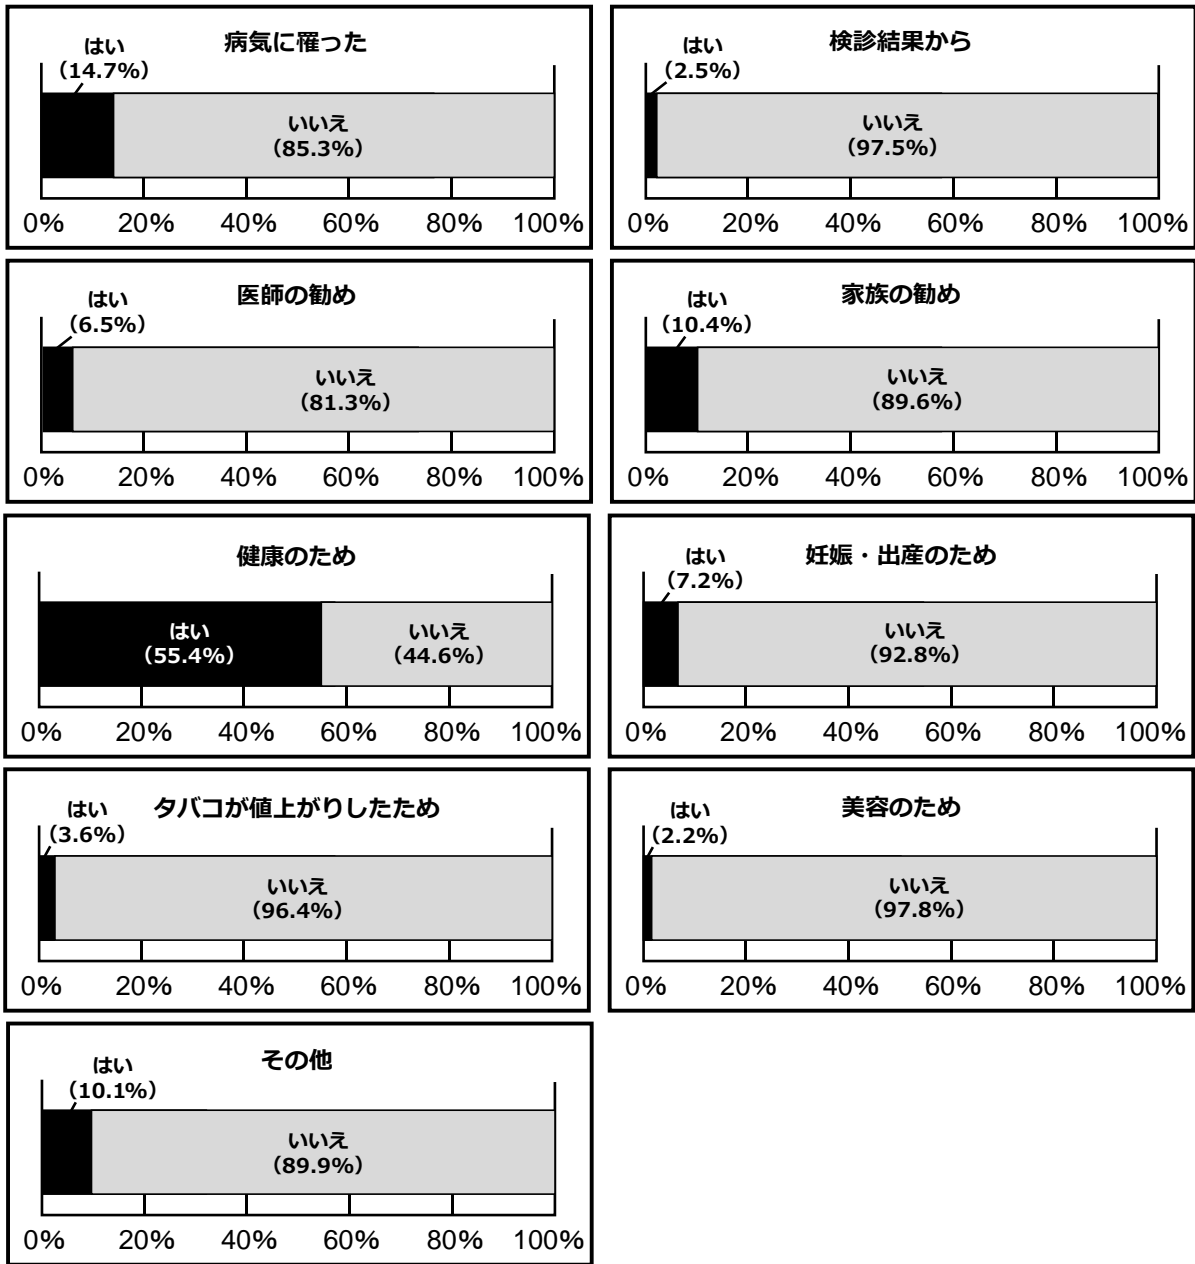 病気に罹った
はい
（14.7%）
いいえ
（85.3%）
0% 20% 40% 60% 80% 100%
検診結果から
はい
（2.5%）
いいえ
（97.5%）
0% 20% 40% 60% 80% 100%
医師の勧め
はい
（6.5%）
いいえ
（81.3%）
0% 20% 40% 60% 80% 100%
家族の勧め
はい
（10.4%）
いいえ
（89.6%）
0% 20% 40% 60% 80% 100%
健康のため
はい
（55.4%）
いいえ
（44.6%）
0% 20% 40% 60% 80% 100%
妊娠・出産のため
はい
（7.2%）
いいえ
（92.8%）
0% 20% 40% 60% 80% 100%
タバコが値上がりしたため
はい
（3.6%）
いいえ
（96.4%）
0% 20% 40% 60% 80% 100%
美容のため
はい
（2.2%）
いいえ
（97.8%）
0% 20% 40% 60% 80% 100%
その他
はい
（10.1%）
いいえ
（89.9%）
0% 20% 40% 60% 80% 100%